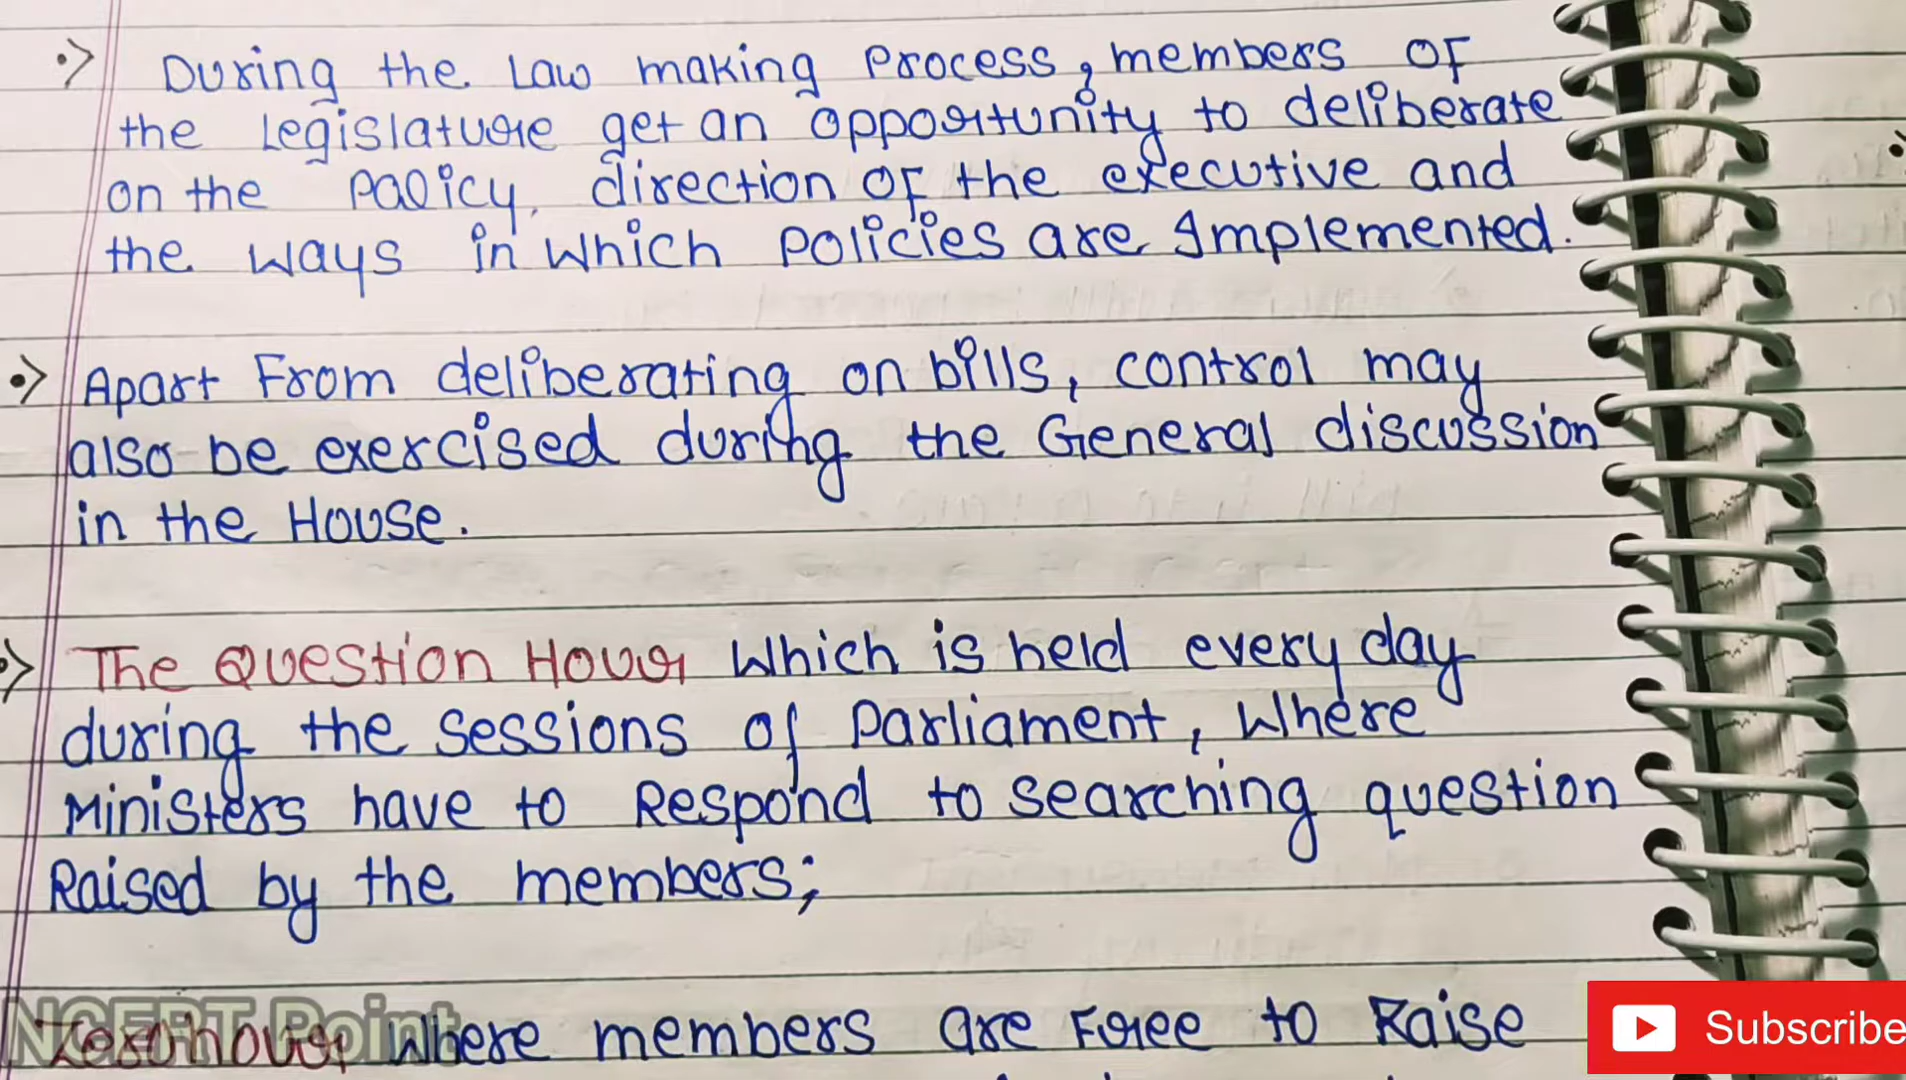 During the Law making Process, members of
the Legislature get an opportunity to deliberate
on the Policy, direction of the executive and
the ways in which policies are Implemented.
Apart From deliberating on bills, control may
also be exercised during the General discussion
in the House.
The Question Hour which is held every day
during the sessions of Parliament, Where
Ministers have to Respond to searching question
Raised by the members;
Zero hour, Where members are Free to Raise
NCERT Point
Subscribe